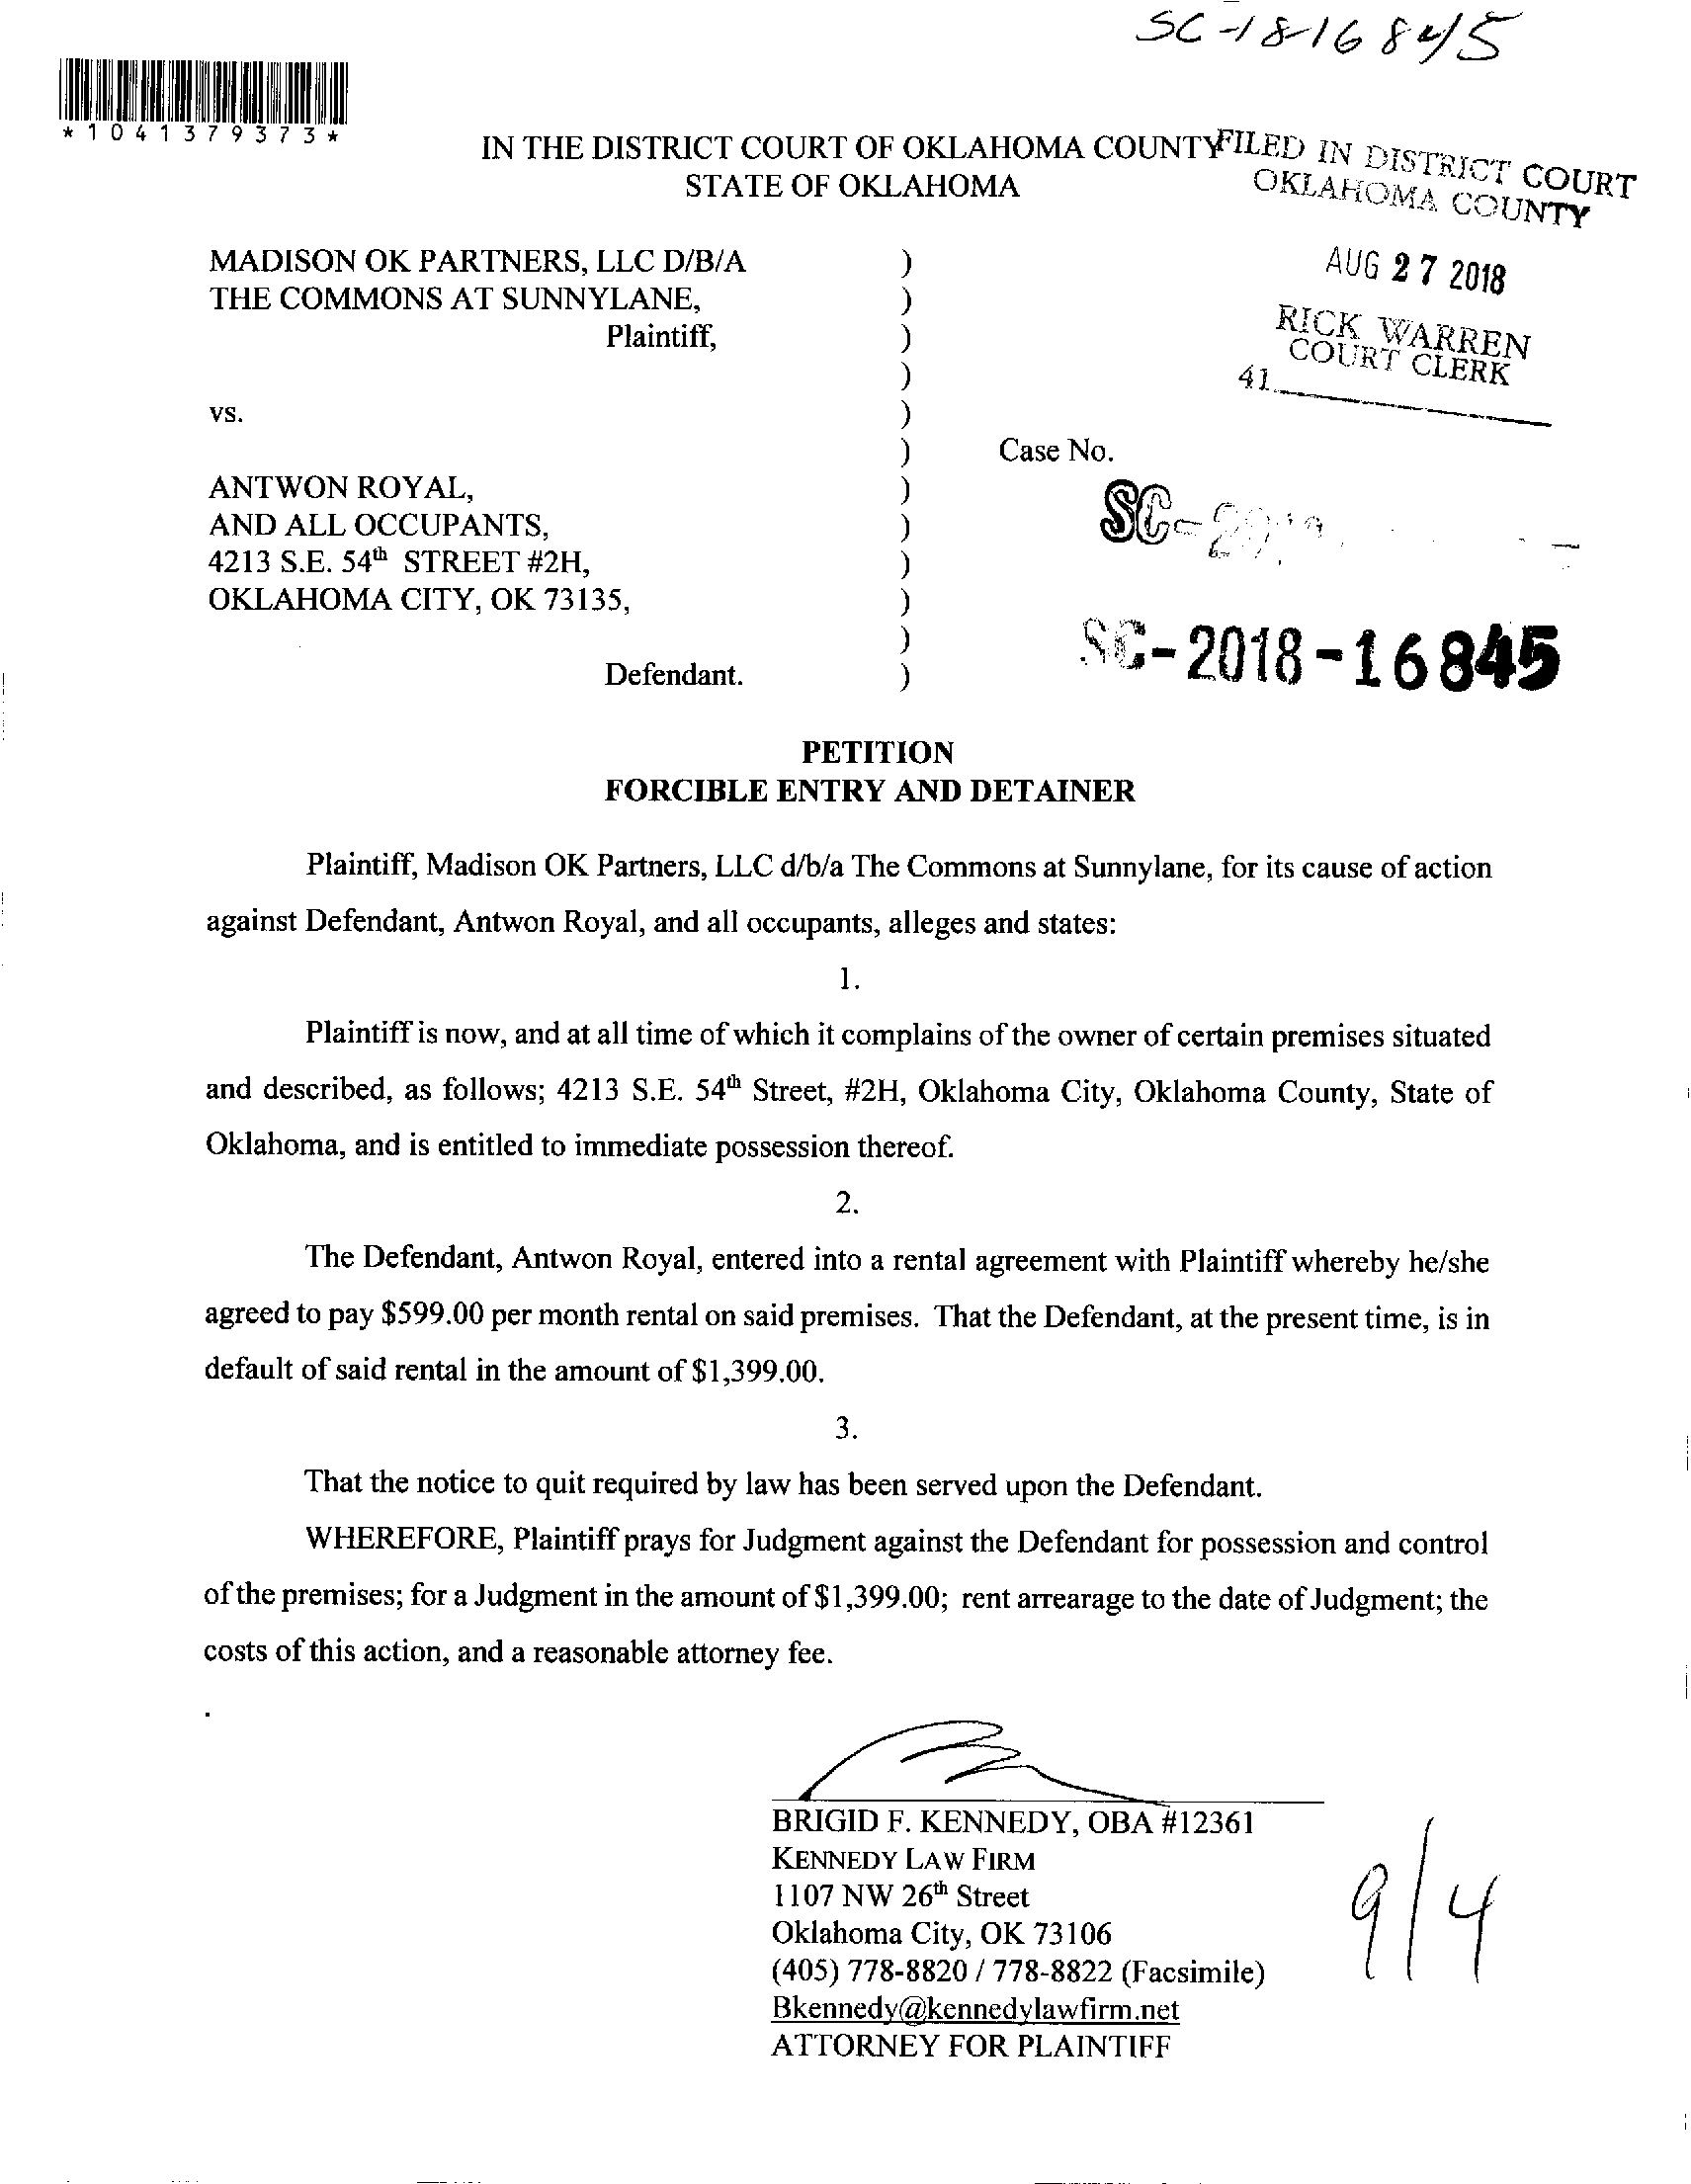 SC-18-16845
*1041379373*
IN THE DISTRICT COURT OF OKLAHOMA COUNTY
STATE OF OKLAHOMA
FILED IN DISTRICT COURT
OKLAHOMA COUNTY
AUG 27 2018
RICK WARREN
COURT CLERK
41
MADISON OK PARTNERS, LLC D/B/A )
THE COMMONS AT SUNNYLANE, )
Plaintiff, )
)
vs. )
) Case No.
ANTWON ROYAL, )
AND ALL OCCUPANTS, )
4213 S.E. 54th STREET #2H, )
OKLAHOMA CITY, OK 73135, )
)
Defendant. )
SC-
SC-2018-16845
PETITION
FORCIBLE ENTRY AND DETAINER
Plaintiff, Madison OK Partners, LLC d/b/a The Commons at Sunnylane, for its cause of action
against Defendant, Antwon Royal, and all occupants, alleges and states:
1.
Plaintiff is now, and at all time of which it complains of the owner of certain premises situated
and described, as follows; 4213 S.E. 54th Street, #2H, Oklahoma City, Oklahoma County, State of
Oklahoma, and is entitled to immediate possession thereof.
2.
The Defendant, Antwon Royal, entered into a rental agreement with Plaintiff whereby he/she
agreed to pay $599.00 per month rental on said premises. That the Defendant, at the present time, is in
default of said rental in the amount of $1,399.00.
3.
That the notice to quit required by law has been served upon the Defendant.
WHEREFORE, Plaintiff prays for Judgment against the Defendant for possession and control
of the premises; for a Judgment in the amount of $1,399.00; rent arrearage to the date of Judgment; the
costs of this action, and a reasonable attorney fee.
BRIGID F. KENNEDY, OBA #12361
KENNEDY LAW FIRM
1107 NW 26th Street
Oklahoma City, OK 73106
(405) 778-8820 / 778-8822 (Facsimile)
Bkennedy@kennedylawfirm.net
ATTORNEY FOR PLAINTIFF
9/4